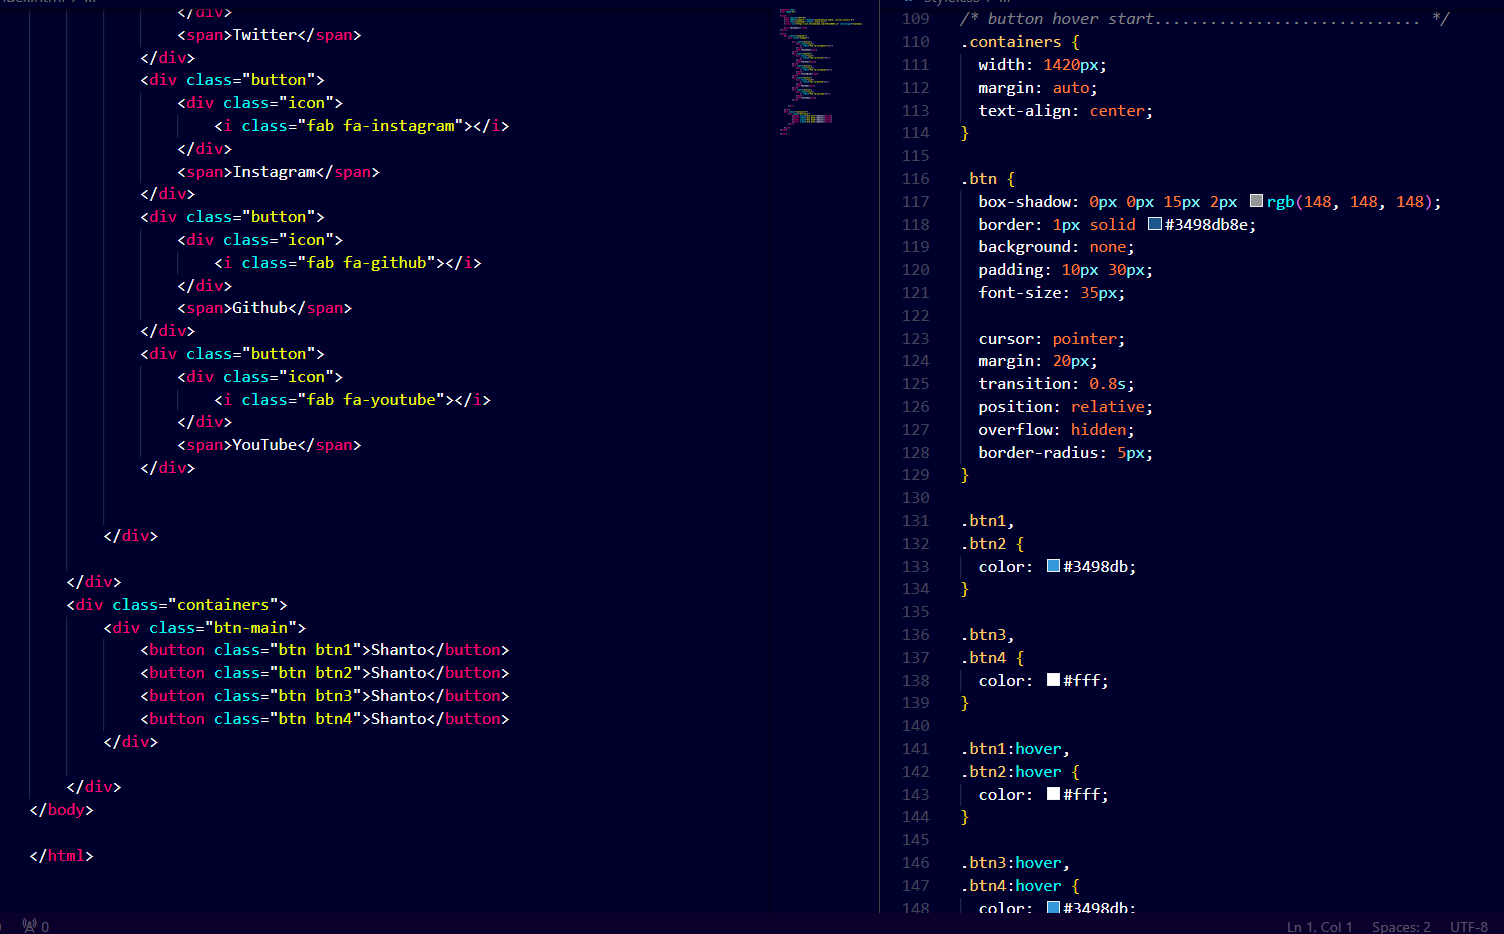 </div>
<span>Twitter</span>
</div>
<div class="button">
<div class="icon">
<i class="fab fa-instagram"></i>
</div>
<span>Instagram</span>
</div>
<div class="button">
<div class="icon">
<i class="fab fa-github"></i>
</div>
<span>Github</span>
</div>
<div class="button">
<div class="icon">
<i class="fab fa-youtube"></i>
</div>
<span>YouTube</span>
</div>
</div>
</div>
<div class="containers">
<div class="btn-main">
<button class="btn btn1">Shanto</button>
<button class="btn btn2">Shanto</button>
<button class="btn btn3">Shanto</button>
<button class="btn btn4">Shanto</button>
</div>
</div>
</body>
</html>
109 /* button hover start............................. */
110 .containers {
111 width: 1420px;
112 margin: auto;
113 text-align: center;
114 }
115
116 .btn {
117 box-shadow: 0px 0px 15px 2px rgb(148, 148, 148);
118 border: 1px solid #3498db8e;
119 background: none;
120 padding: 10px 30px;
121 font-size: 35px;
122
123 cursor: pointer;
124 margin: 20px;
125 transition: 0.8s;
126 position: relative;
127 overflow: hidden;
128 border-radius: 5px;
129 }
130
131 .btn1,
132 .btn2 {
133 color: #3498db;
134 }
135
136 .btn3,
137 .btn4 {
138 color: #fff;
139 }
140
141 .btn1:hover,
142 .btn2:hover {
143 color: #fff;
144 }
145
146 .btn3:hover,
147 .btn4:hover {
148 color: #3498db;
0
Ln 1, Col 1 Spaces: 2 UTF-8